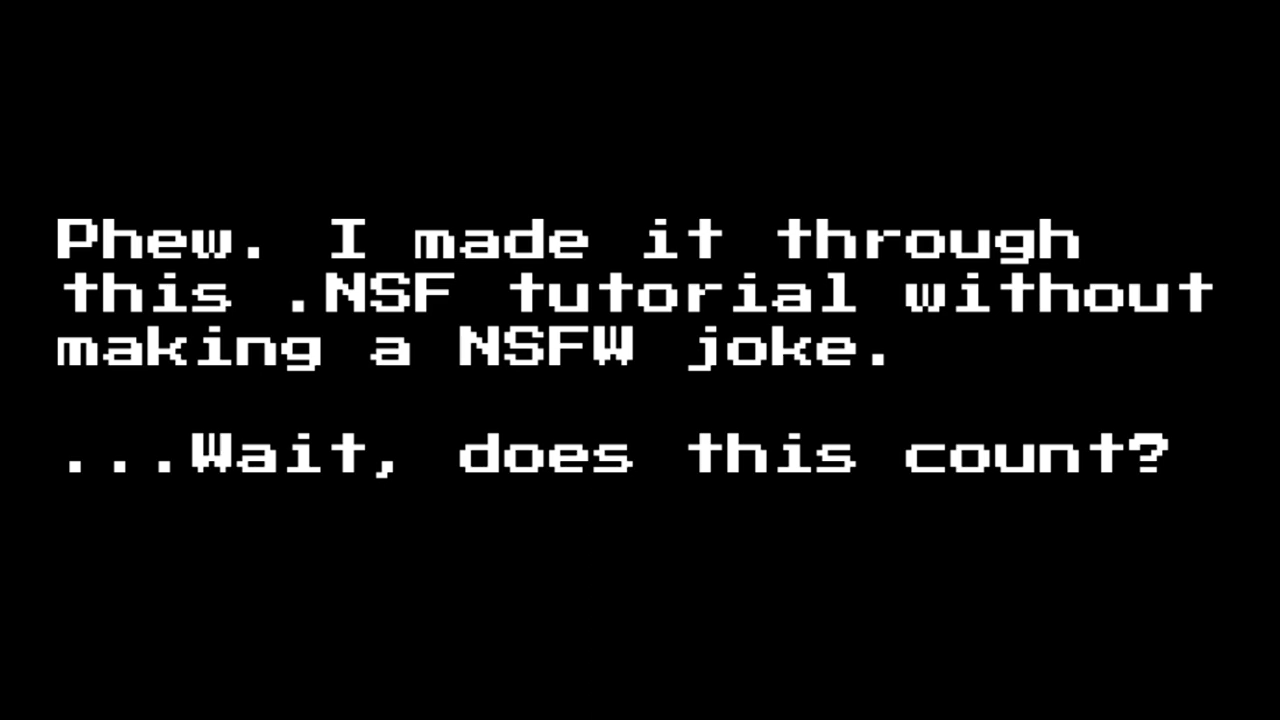 Phew. I made it through
this .NSF tutorial without
making a NSFW joke.
...Wait, does this count?